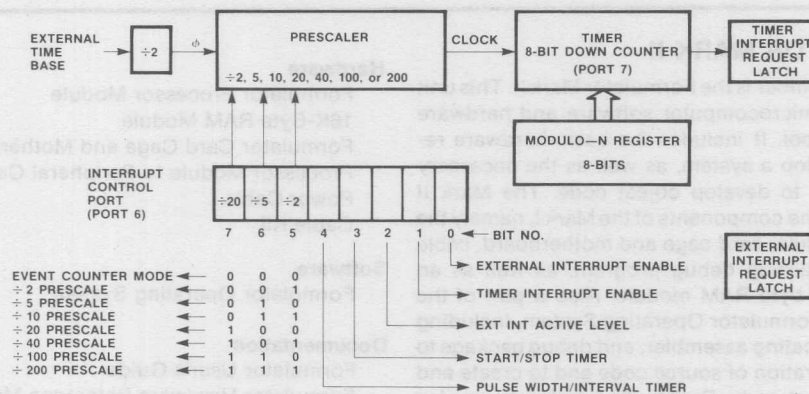 EXTERNAL
TIME
BASE
÷2
ϕ
PRESCALER
÷2, 5, 10, 20, 40, 100, or 200
CLOCK
TIMER
8-BIT DOWN COUNTER
(PORT 7)
TIMER
INTERRUPT
REQUEST
LATCH
MODULO–N REGISTER
8-BITS
INTERRUPT
CONTROL
PORT
(PORT 6)
÷20 ÷5 ÷2
7 6 5 3 2 1 0 BIT NO.
EXTERNAL INTERRUPT ENABLE
TIMER INTERRUPT ENABLE
EXT INT ACTIVE LEVEL
START/STOP TIMER
PULSE WIDTH/INTERVAL TIMER
EXTERNAL
INTERRUPT
REQUEST
LATCH
EVENT COUNTER MODE 0 0 0
÷ 2 PRESCALE 0 0 1
÷ 5 PRESCALE 0 1 0
÷ 10 PRESCALE 0 1 1
÷ 20 PRESCALE 1 0 0
÷ 40 PRESCALE 1 0 1
÷ 100 PRESCALE 1 1 0
÷ 200 PRESCALE 1 1 1